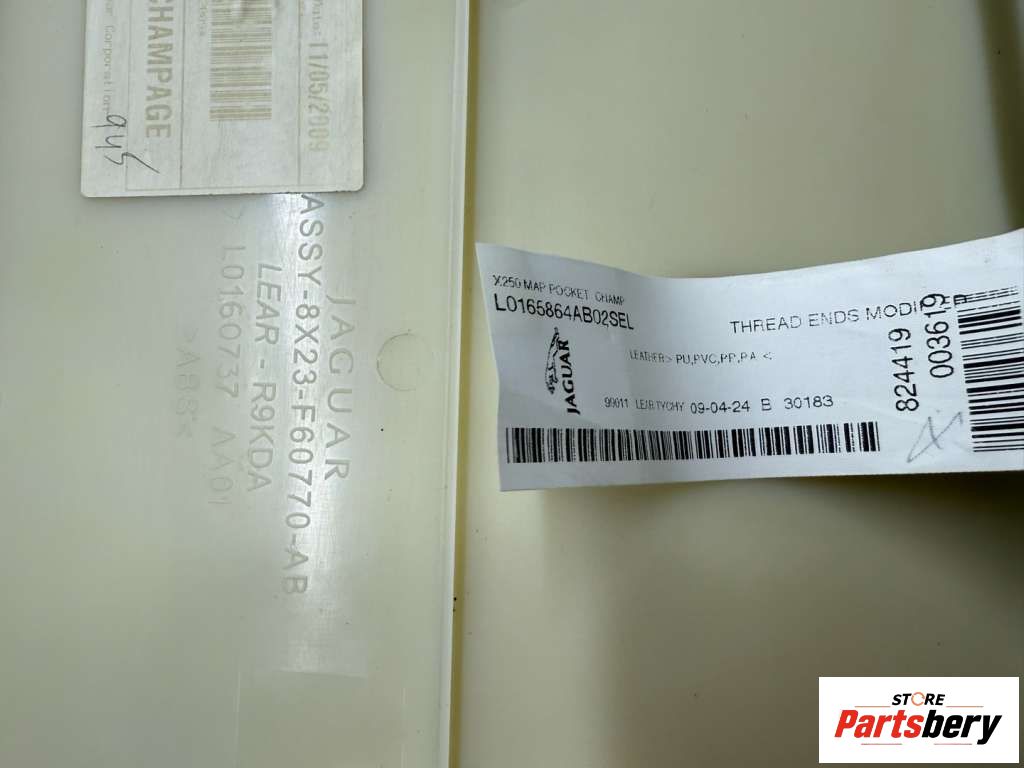 11/05/2009
CHAMPAGE
Corporation
945
JAGUAR
ASSY-8X23-F60770-AB
LEAR - R9KDA
L0160737 AA01
>ABS<
X250 MAP POCKET CHAMP
L0165864AB02SEL
THREAD ENDS MODIF
JAGUAR
LEATHER> PU,PVC,PP,PA <
99011 LEAR TYCHY 09-04-24 B 30183
824419
003619
STORE
Partsbery